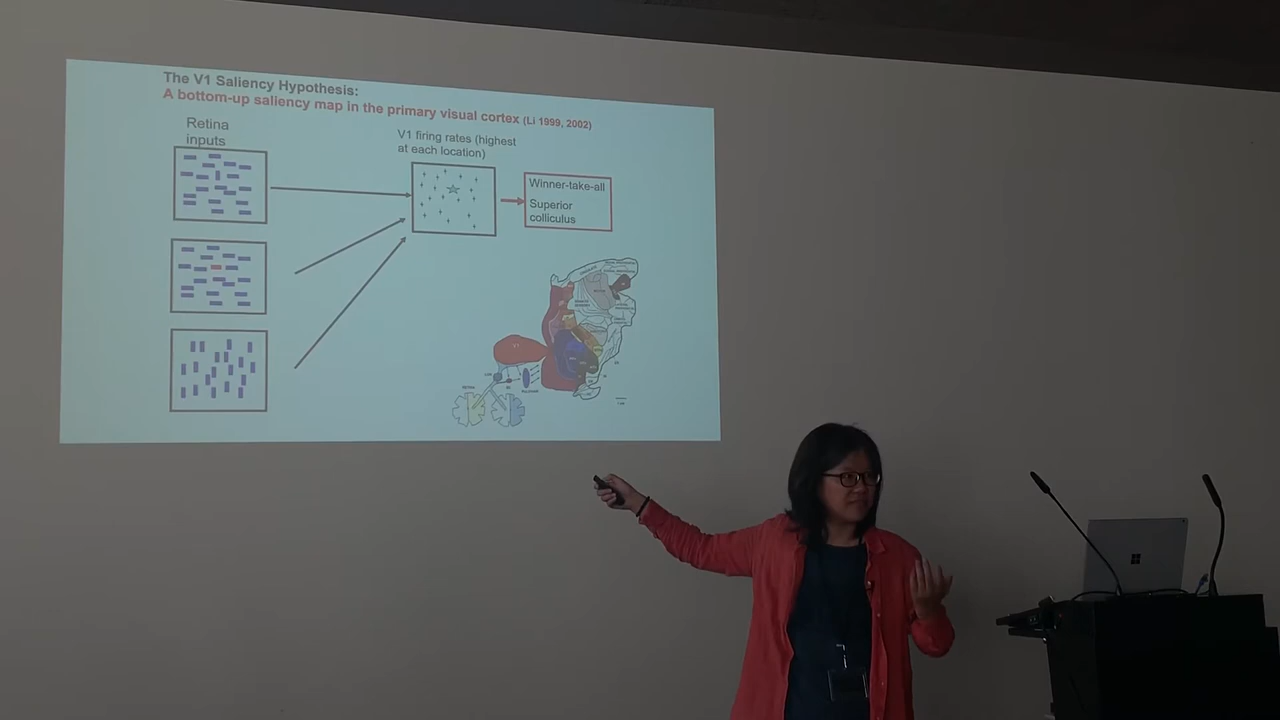 The V1 Saliency Hypothesis:
A bottom-up saliency map in the primary visual cortex (Li 1999, 2002)
Retina
inputs
V1 firing rates (highest
at each location)
Winner-take-all
Superior
colliculus
V1